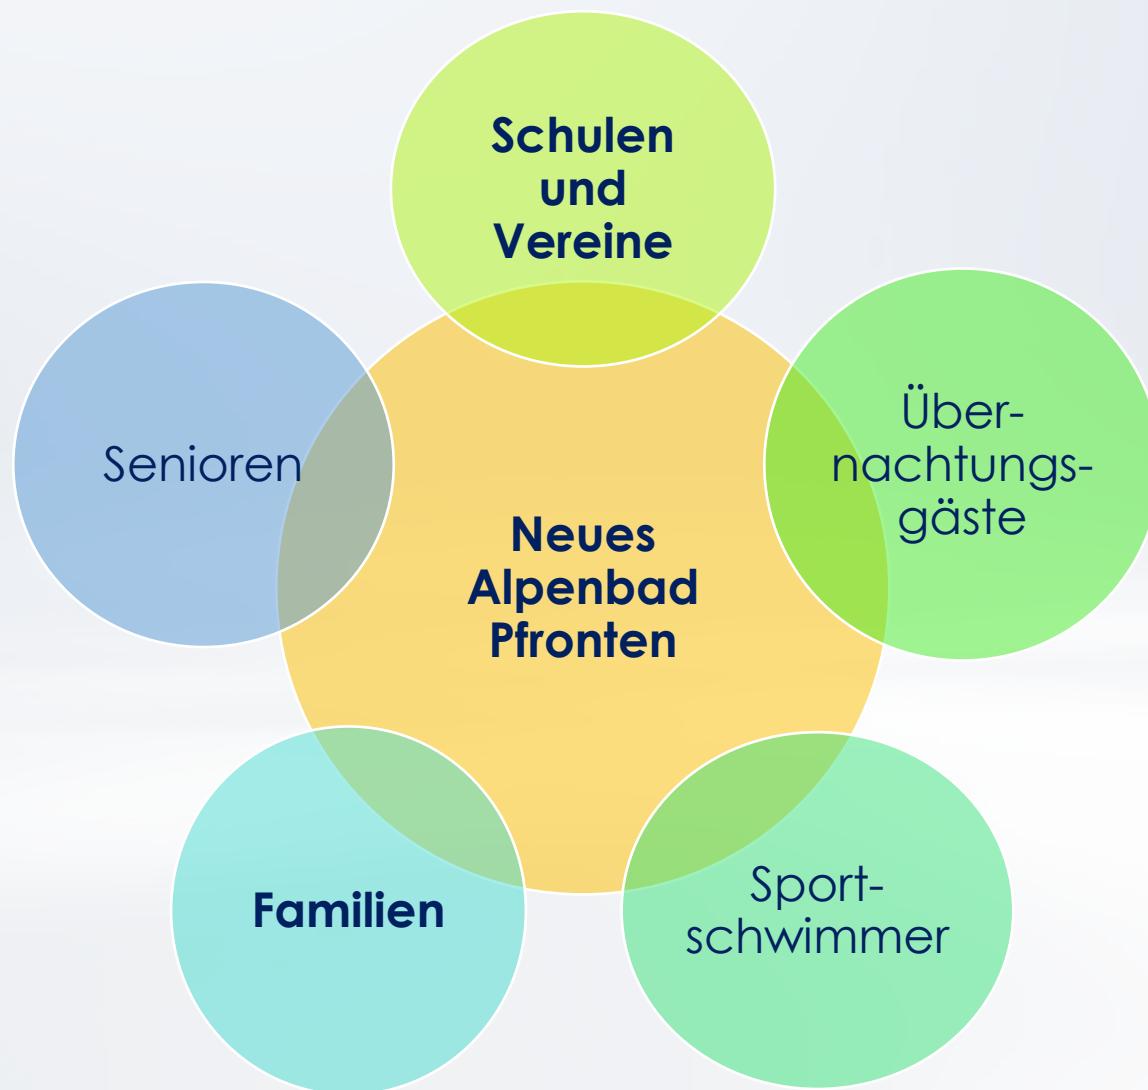 Schulen
und
Vereine
Über-
nachtungs-
gäste
Senioren
Neues
Alpenbad
Pfronten
Sport-
schwimmer
Familien